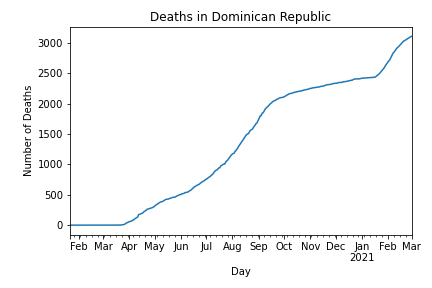 Deaths in Dominican Republic
3000
2500
2000
1500
1000
500
0
Number of Deaths
Feb Mar Apr May Jun Jul Aug Sep Oct Nov Dec Jan Feb Mar
2021
Day